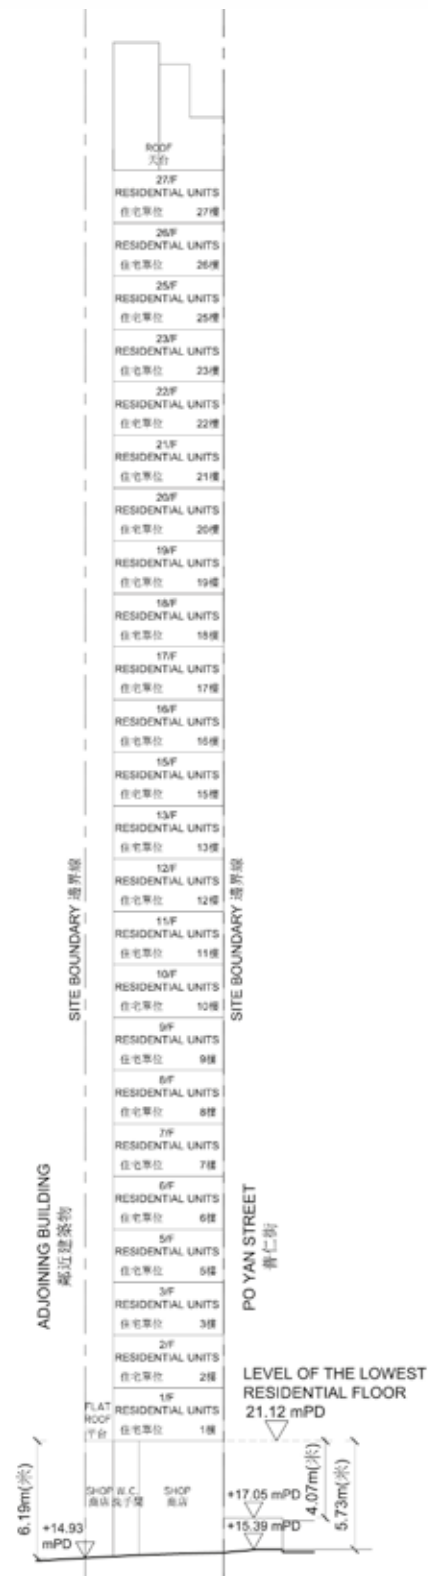 ROOF
天台
27/F
RESIDENTIAL UNITS
住宅單位 27樓
26/F
RESIDENTIAL UNITS
住宅單位 26樓
25/F
RESIDENTIAL UNITS
住宅單位 25樓
23/F
RESIDENTIAL UNITS
住宅單位 23樓
22/F
RESIDENTIAL UNITS
住宅單位 22樓
21/F
RESIDENTIAL UNITS
住宅單位 21樓
20/F
RESIDENTIAL UNITS
住宅單位 20樓
19/F
RESIDENTIAL UNITS
住宅單位 19樓
18/F
RESIDENTIAL UNITS
住宅單位 18樓
17/F
RESIDENTIAL UNITS
住宅單位 17樓
16/F
RESIDENTIAL UNITS
住宅單位 16樓
15/F
RESIDENTIAL UNITS
住宅單位 15樓
13/F
RESIDENTIAL UNITS
住宅單位 13樓
12/F
RESIDENTIAL UNITS
住宅單位 12樓
11/F
RESIDENTIAL UNITS
住宅單位 11樓
10/F
RESIDENTIAL UNITS
住宅單位 10樓
9/F
RESIDENTIAL UNITS
住宅單位 9樓
8/F
RESIDENTIAL UNITS
住宅單位 8樓
7/F
RESIDENTIAL UNITS
住宅單位 7樓
6/F
RESIDENTIAL UNITS
住宅單位 6樓
5/F
RESIDENTIAL UNITS
住宅單位 5樓
3/F
RESIDENTIAL UNITS
住宅單位 3樓
2/F
RESIDENTIAL UNITS
住宅單位 2樓
1/F
RESIDENTIAL UNITS
住宅單位 1樓
SITE BOUNDARY 邊界線
SITE BOUNDARY 邊界線
ADJOINING BUILDING
鄰近建築物
PO YAN STREET
普仁街
LEVEL OF THE LOWEST
RESIDENTIAL FLOOR
21.12 mPD
FLAT
ROOF
平台
SHOP
商店
W.C.
洗手間
SHOP
商店
6.19m(米)
+14.93
mPD
+17.05 mPD
+15.39 mPD
4.07m(米)
5.73m(米)